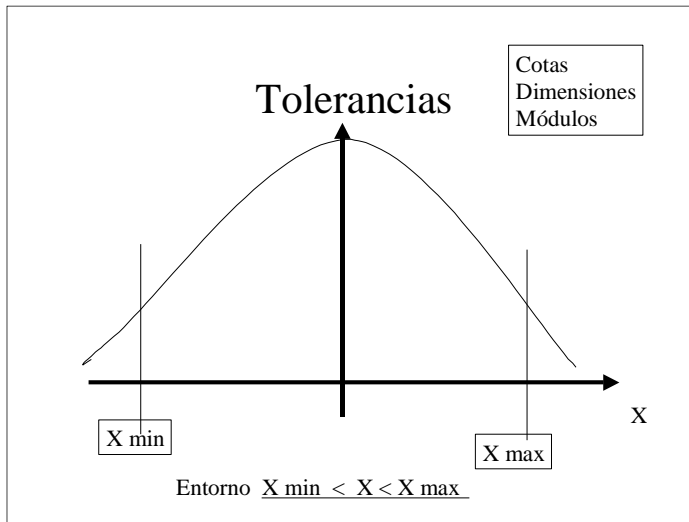 Tolerancias
Cotas
Dimensiones
Módulos
X
X min
X max
Entorno X min < X < X max